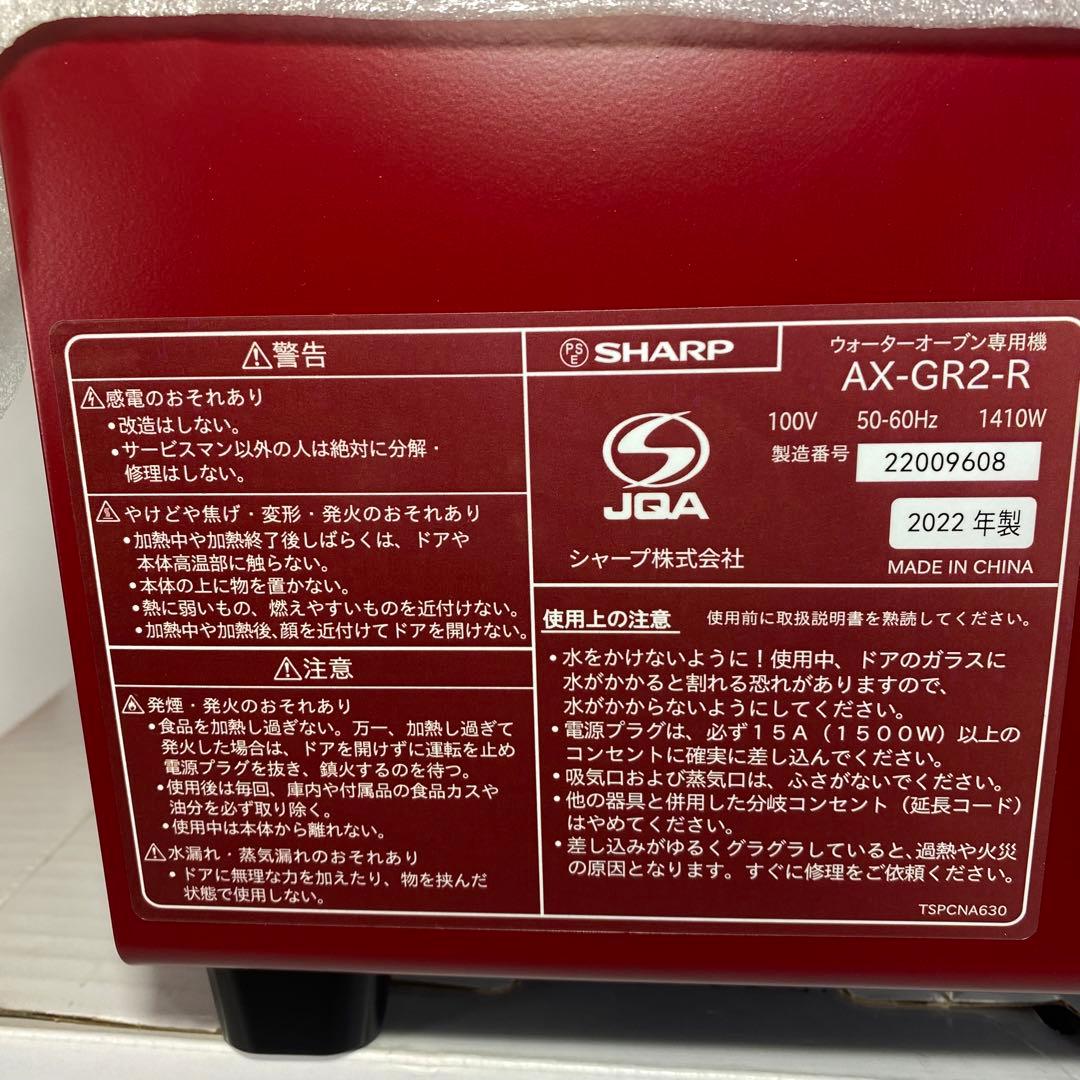 ⚠警告
感電のおそれあり
•改造はしない。
•サービスマン以外の人は絶対に分解・
修理はしない。
やけどや焦げ・変形・発火のおそれあり
•加熱中や加熱終了後しばらくは、ドアや
本体高温部に触らない。
•本体の上に物を置かない。
•熱に弱いもの、燃えやすいものを近付けない。
•加熱中や加熱後、顔を近付けてドアを開けない。
⚠注意
発煙・発火のおそれあり
•食品を加熱し過ぎない。万一、加熱し過ぎて
発火した場合は、ドアを開けずに運転を止め
電源プラグを抜き、鎮火するのを待つ。
•使用後は毎回、庫内や付属品の食品カスや
油分を必ず取り除く。
•使用中は本体から離れない。
⚠水漏れ・蒸気漏れのおそれあり
•ドアに無理な力を加えたり、物を挟んだ
状態で使用しない。
PSE SHARP
JQA
シャープ株式会社
ウォーターオーブン専用機
AX-GR2-R
100V 50-60Hz 1410W
製造番号 22009608
2022 年製
MADE IN CHINA
使用上の注意 使用前に取扱説明書を熟読してください。
•水をかけないように！使用中、ドアのガラスに
水がかかると割れる恐れがありますので、
水がかからないようにしてください。
•電源プラグは、必ず15A（1500W）以上の
コンセントに確実に差し込んでください。
•吸気口および蒸気口は、ふさがないでください。
•他の器具と併用した分岐コンセント（延長コード）
はやめてください。
•差し込みがゆるくグラグラしていると、過熱や火災
の原因となります。すぐに修理をご依頼ください。
TSPCNA630